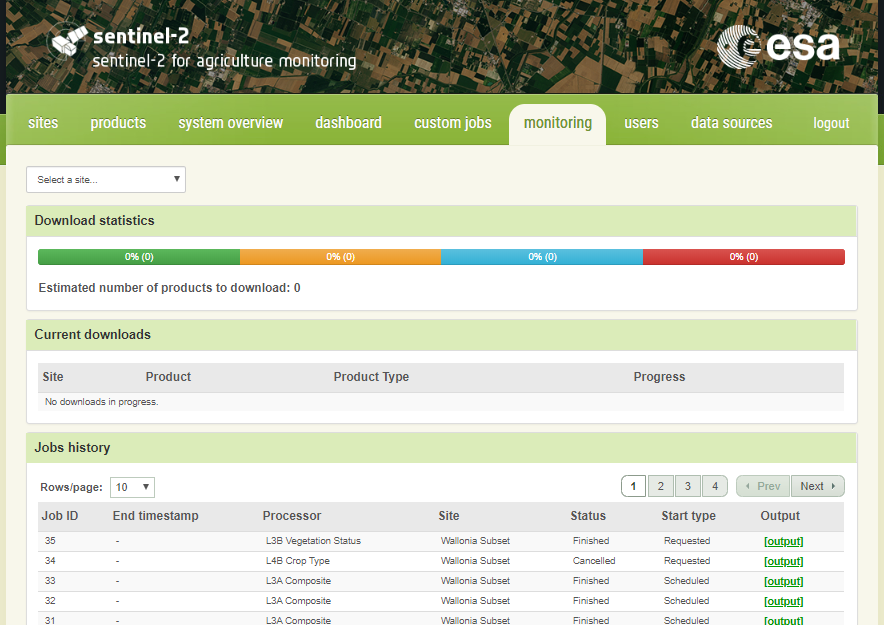 sentinel-2
sentinel-2 for agriculture monitoring
esa
sites products system overview dashboard custom jobs monitoring users data sources logout
Select a site...
Download statistics
0% (0) 0% (0) 0% (0) 0% (0)
Estimated number of products to download: 0
Current downloads
Site Product Product Type Progress
No downloads in progress.
Jobs history
Rows/page: 10 1 2 3 4 Prev Next
Job ID End timestamp Processor Site Status Start type Output
35 - L3B Vegetation Status Wallonia Subset Finished Requested [output]
34 - L4B Crop Type Wallonia Subset Cancelled Requested [output]
33 - L3A Composite Wallonia Subset Finished Scheduled [output]
32 - L3A Composite Wallonia Subset Finished Scheduled [output]
31 - L3A Composite Wallonia Subset Finished Scheduled [output]